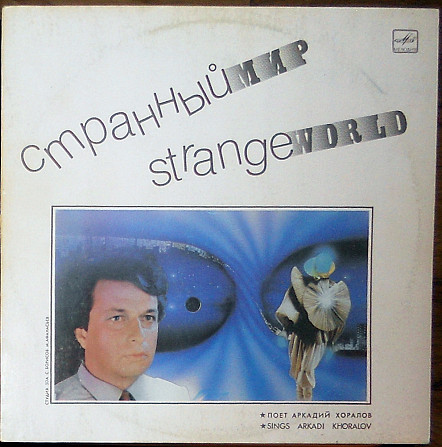 странный МИР
strange WORLD
★ ПОЕТ АРКАДИЙ ХОРАЛОВ
★ SINGS ARKADI KHORALOV